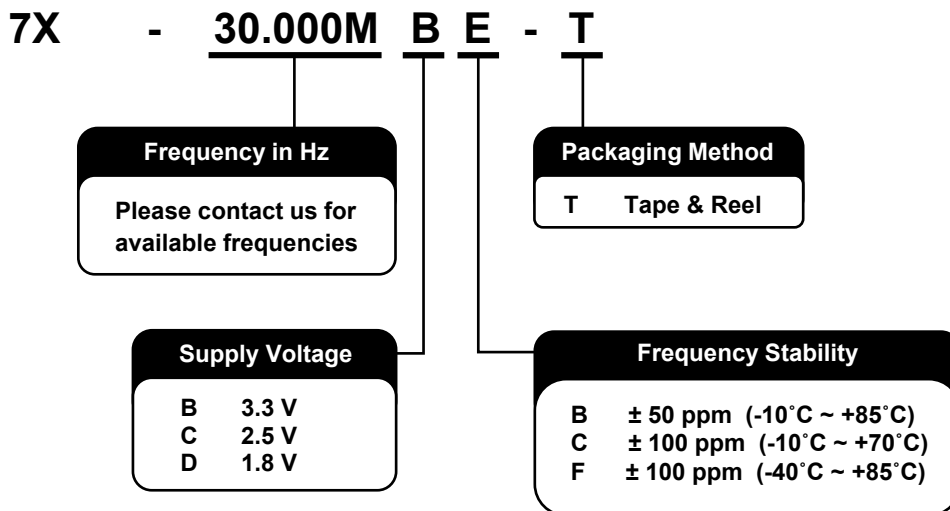 7X - 30.000M B E - T
Frequency in Hz
Please contact us for
available frequencies
Packaging Method
T Tape & Reel
Supply Voltage
B 3.3 V
C 2.5 V
D 1.8 V
Frequency Stability
B ± 50 ppm (-10˚C ~ +85˚C)
C ± 100 ppm (-10˚C ~ +70˚C)
F ± 100 ppm (-40˚C ~ +85˚C)